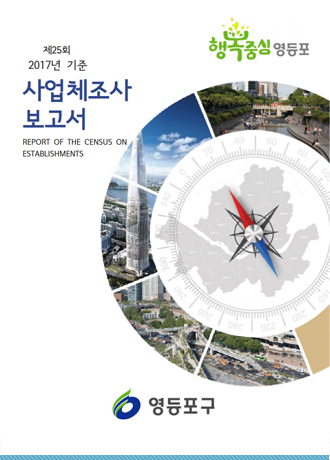 행복중심 영등포
제25회
2017년 기준
사업체조사
보고서
REPORT OF THE CENSUS ON
ESTABLISHMENTS
영등포구